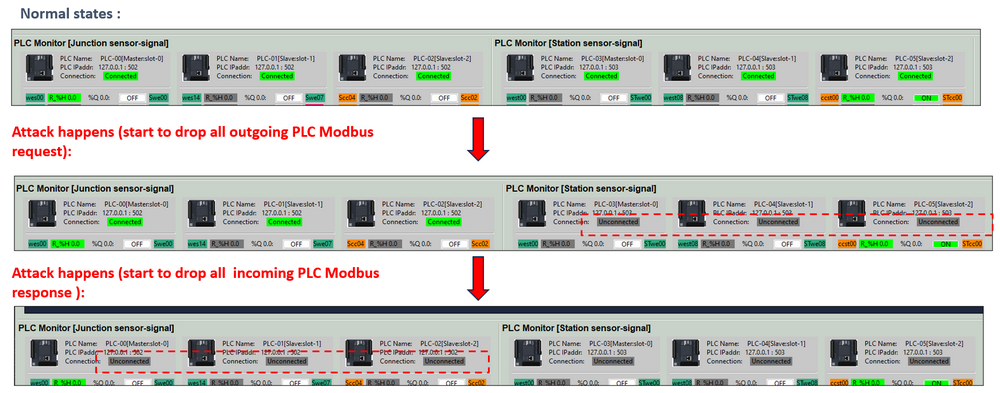 Normal states :
PLC Monitor [Junction sensor-signal] PLC Monitor [Station sensor-signal]
PLC Name: PLC-00[Master:slot-0] PLC Name: PLC-01[Slave:slot-1] PLC Name: PLC-02[Slave:slot-2] PLC Name: PLC-03[Master:slot-0] PLC Name: PLC-04[Slave:slot-1] PLC Name: PLC-05[Slave:slot-2]
PLC IPaddr: 127.0.0.1 : 502 PLC IPaddr: 127.0.0.1 : 502 PLC IPaddr: 127.0.0.1 : 502 PLC IPaddr: 127.0.0.1 : 503 PLC IPaddr: 127.0.0.1 : 503 PLC IPaddr: 127.0.0.1 : 503
Connection: Connected Connection: Connected Connection: Connected Connection: Connected Connection: Connected Connection: Connected
wes00 R_%H 0.0 %Q 0.0: OFF Swe00 wes14 R_%H 0.0 %Q 0.0: OFF Swe07 Scc04 R_%H 0.0 %Q 0.0: OFF Scc02 west00 R_%H 0.0 %Q 0.0: OFF STwe00 west08 R_%H 0.0 %Q 0.0: OFF STwe08 ccst00 R_%H 0.0 %Q 0.0: ON STcc00
Attack happens (start to drop all outgoing PLC Modbus
request):
PLC Monitor [Junction sensor-signal] PLC Monitor [Station sensor-signal]
PLC Name: PLC-00[Master:slot-0] PLC Name: PLC-01[Slave:slot-1] PLC Name: PLC-02[Slave:slot-2] PLC Name: PLC-03[Master:slot-0] PLC Name: PLC-04[Slave:slot-1] PLC Name: PLC-05[Slave:slot-2]
PLC IPaddr: 127.0.0.1 : 502 PLC IPaddr: 127.0.0.1 : 502 PLC IPaddr: 127.0.0.1 : 502 PLC IPaddr: 127.0.0.1 : 503 PLC IPaddr: 127.0.0.1 : 503 PLC IPaddr: 127.0.0.1 : 503
Connection: Connected Connection: Connected Connection: Connected Connection: Unconnected Connection: Unconnected Connection: Unconnected
wes00 R_%H 0.0 %Q 0.0: OFF Swe00 wes14 R_%H 0.0 %Q 0.0: OFF Swe07 Scc04 R_%H 0.0 %Q 0.0: OFF Scc02 west00 R_%H 0.0 %Q 0.0: OFF STwe00 west08 R_%H 0.0 %Q 0.0: OFF STwe08 ccst00 R_%H 0.0 %Q 0.0: ON STcc00
Attack happens (start to drop all incoming PLC Modbus
response ):
PLC Monitor [Junction sensor-signal] PLC Monitor [Station sensor-signal]
PLC Name: PLC-00[Master:slot-0] PLC Name: PLC-01[Slave:slot-1] PLC Name: PLC-02[Slave:slot-2] PLC Name: PLC-03[Master:slot-0] PLC Name: PLC-04[Slave:slot-1] PLC Name: PLC-05[Slave:slot-2]
PLC IPaddr: 127.0.0.1 : 502 PLC IPaddr: 127.0.0.1 : 502 PLC IPaddr: 127.0.0.1 : 502 PLC IPaddr: 127.0.0.1 : 503 PLC IPaddr: 127.0.0.1 : 503 PLC IPaddr: 127.0.0.1 : 503
Connection: Unconnected Connection: Unconnected Connection: Unconnected Connection: Unconnected Connection: Unconnected Connection: Unconnected
wes00 R_%H 0.0 %Q 0.0: OFF Swe00 wes14 R_%H 0.0 %Q 0.0: OFF Swe07 Scc04 R_%H 0.0 %Q 0.0: OFF Scc02 west00 R_%H 0.0 %Q 0.0: OFF STwe00 west08 R_%H 0.0 %Q 0.0: OFF STwe08 ccst00 R_%H 0.0 %Q 0.0: ON STcc00